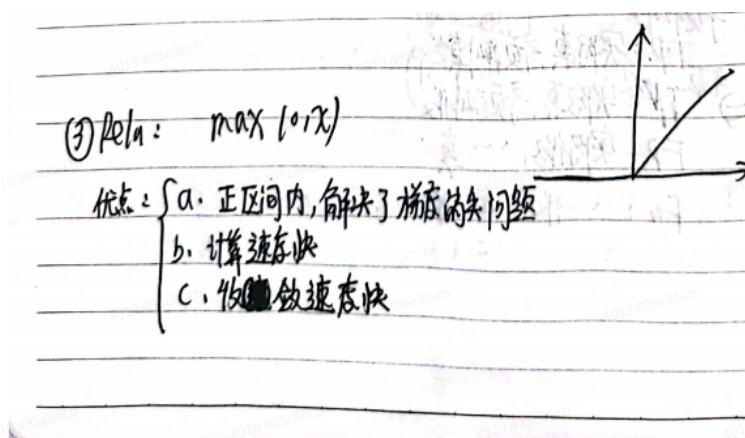 ③ Relu: max(0,x)
优点: a. 正区间内,解决了梯度消失问题
b. 计算速度快
c. 收敛速度快